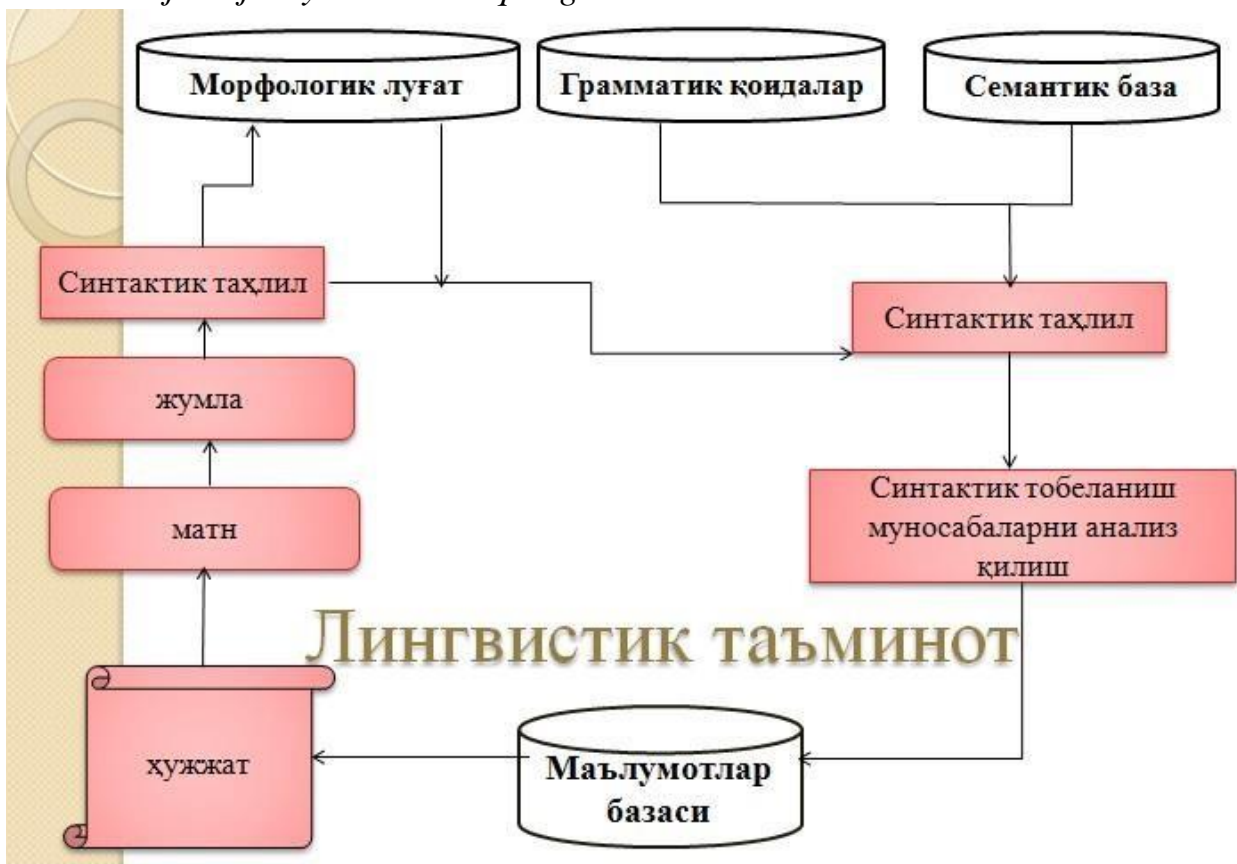 Морфологик луғат
Грамматик қоидалар
Семантик база
Синтактик таҳлил
Синтактик таҳлил
жумла
матн
Синтактик тобеланиш
муносабаларни анализ
қилиш
Лингвистик таъминот
ҳужжат
Маълумотлар
базаси